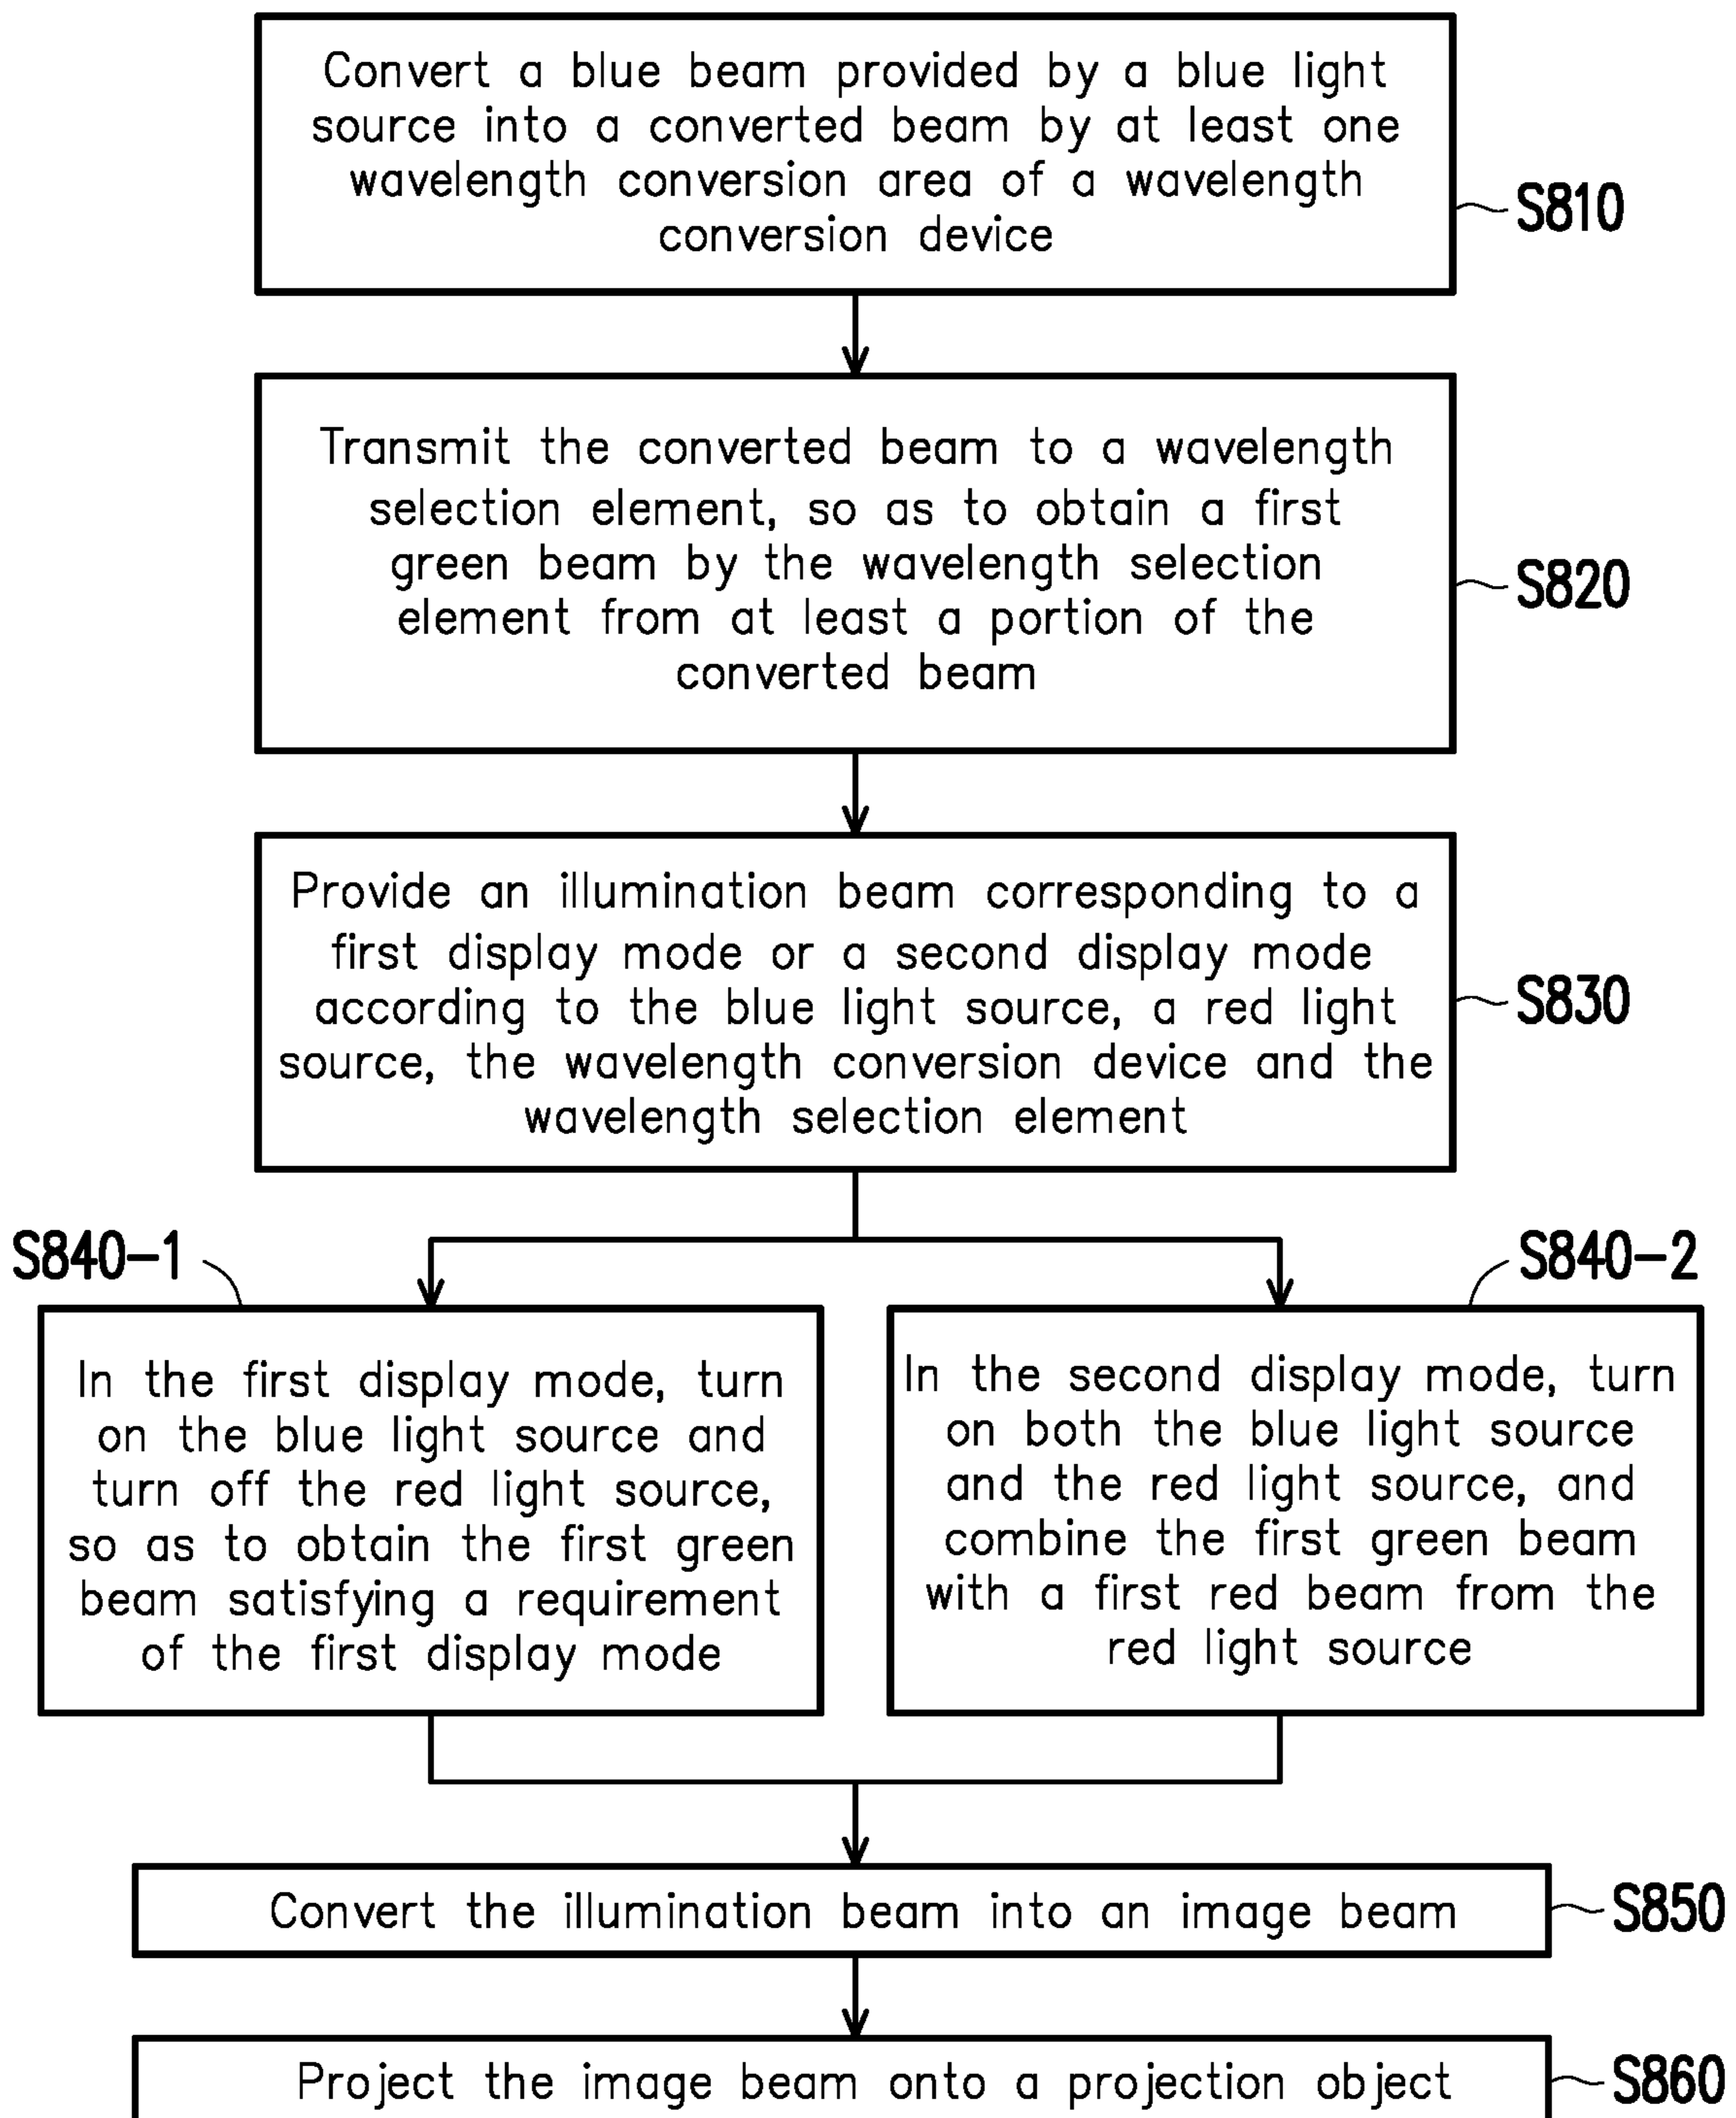 Convert a blue beam provided by a blue light
source into a converted beam by at least one
wavelength conversion area of a wavelength
conversion device
S810
Transmit the converted beam to a wavelength
selection element, so as to obtain a first
green beam by the wavelength selection
element from at least a portion of the
converted beam
S820
Provide an illumination beam corresponding to a
first display mode or a second display mode
according to the blue light source, a red light
source, the wavelength conversion device and the
wavelength selection element
S830
S840-1
In the first display mode, turn
on the blue light source and
turn off the red light source,
so as to obtain the first green
beam satisfying a requirement
of the first display mode
S840-2
In the second display mode, turn
on both the blue light source
and the red light source, and
combine the first green beam
with a first red beam from the
red light source
Convert the illumination beam into an image beam
S850
Project the image beam onto a projection object
S860